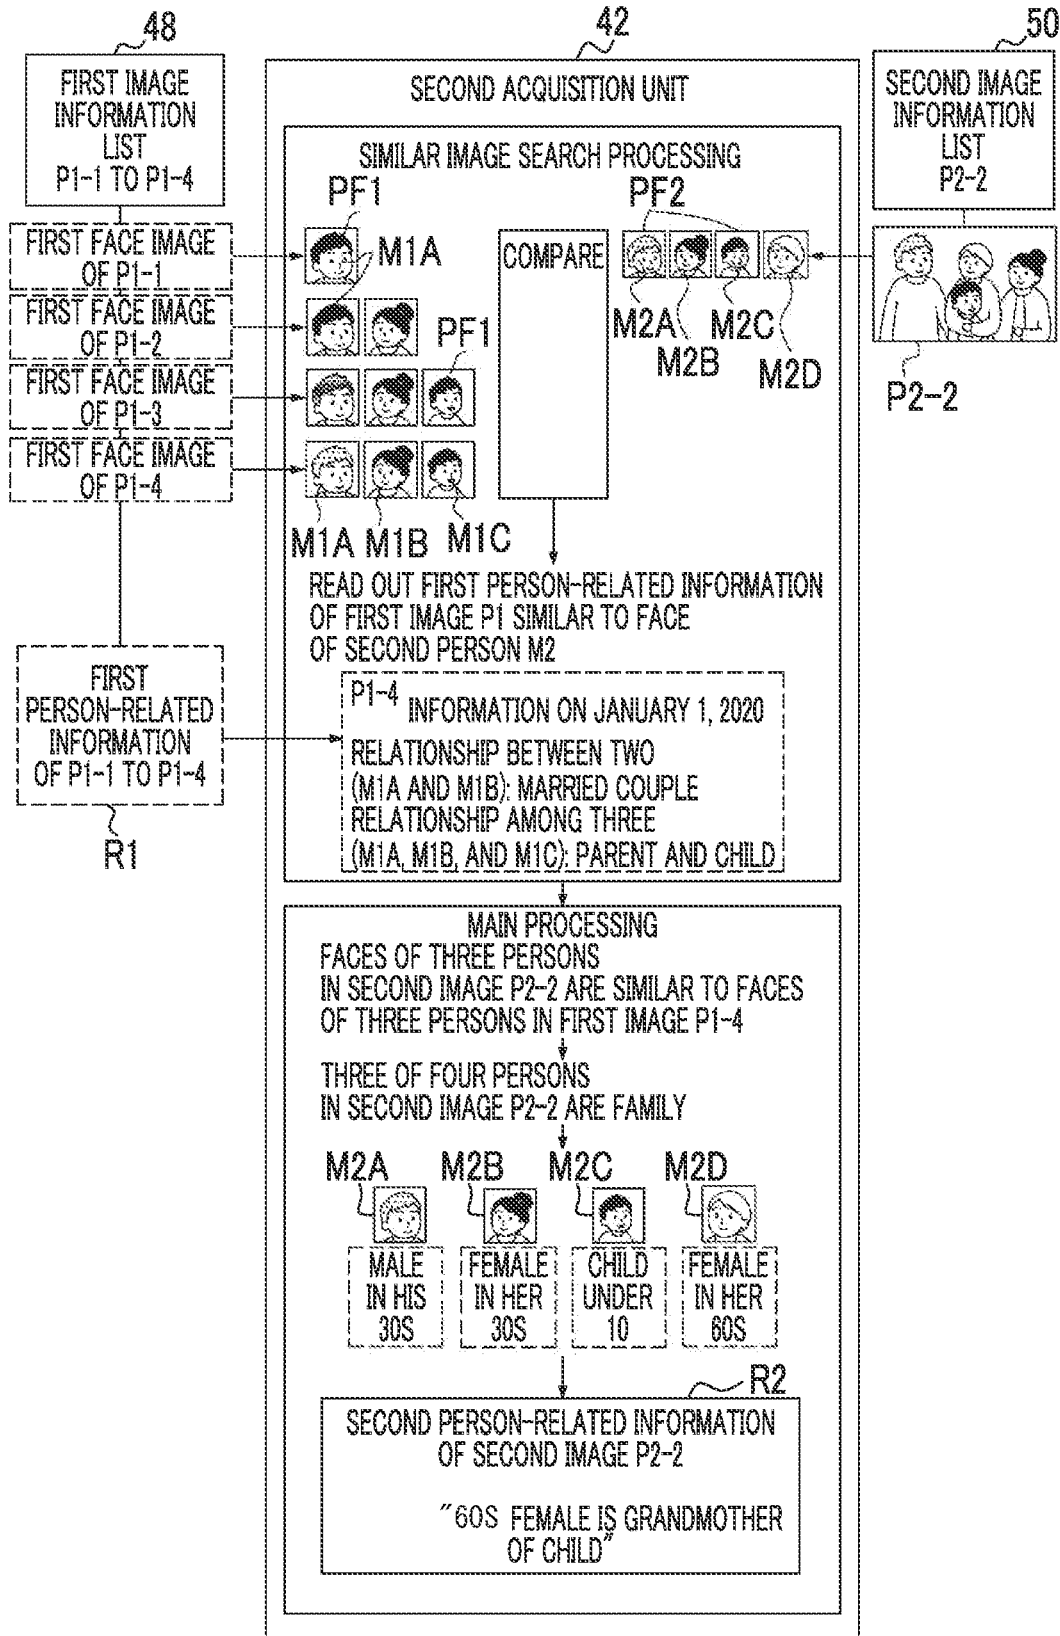 48
FIRST IMAGE
INFORMATION
LIST
P1-1 TO P1-4
FIRST FACE IMAGE
OF P1-1
FIRST FACE IMAGE
OF P1-2
FIRST FACE IMAGE
OF P1-3
FIRST FACE IMAGE
OF P1-4
FIRST
PERSON-RELATED
INFORMATION
OF P1-1 TO P1-4
R1
42
SECOND ACQUISITION UNIT
SIMILAR IMAGE SEARCH PROCESSING
PF1
M1A
PF1
M1A
M1B
M1C
COMPARE
PF2
M2A
M2B
M2C
M2D
50
SECOND IMAGE
INFORMATION
LIST
P2-2
P2-2
READ OUT FIRST PERSON-RELATED INFORMATION
OF FIRST IMAGE P1 SIMILAR TO FACE
OF SECOND PERSON M2
P1-4
INFORMATION ON JANUARY 1, 2020
RELATIONSHIP BETWEEN TWO
(M1A AND M1B): MARRIED COUPLE
RELATIONSHIP AMONG THREE
(M1A, M1B, AND M1C): PARENT AND CHILD
MAIN PROCESSING
FACES OF THREE PERSONS
IN SECOND IMAGE P2-2 ARE SIMILAR TO FACES
OF THREE PERSONS IN FIRST IMAGE P1-4
THREE OF FOUR PERSONS
IN SECOND IMAGE P2-2 ARE FAMILY
M2A
M2B
M2C
M2D
MALE
IN HIS
30S
FEMALE
IN HER
30S
CHILD
UNDER
10
FEMALE
IN HER
60S
R2
SECOND PERSON-RELATED INFORMATION
OF SECOND IMAGE P2-2
"60S FEMALE IS GRANDMOTHER
OF CHILD"